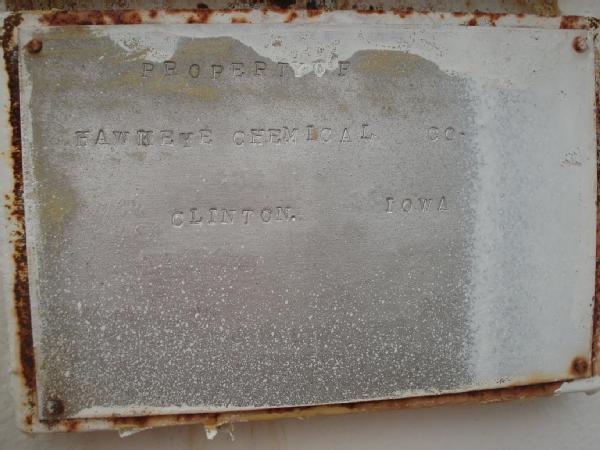 PROPERTY OF
HAWKEYE CHEMICAL CO.
CLINTON, IOWA